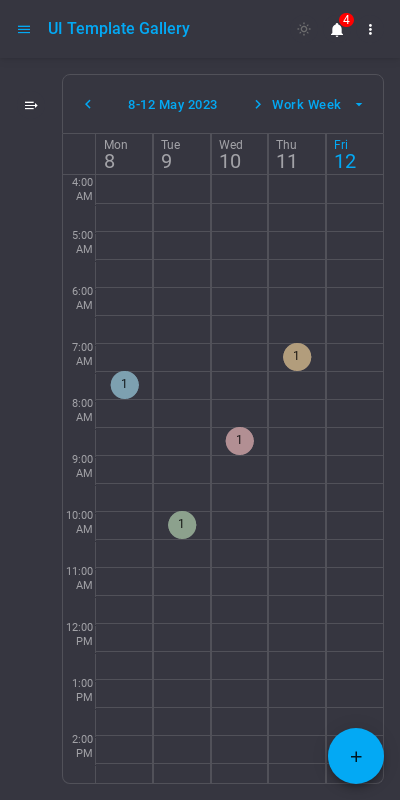 UI Template Gallery
4
8-12 May 2023
Work Week
Mon
8
Tue
9
Wed
10
Thu
11
Fri
12
4:00
AM
5:00
AM
6:00
AM
7:00
AM
1
1
8:00
AM
1
9:00
AM
10:00
AM
1
11:00
AM
12:00
PM
1:00
PM
2:00
PM